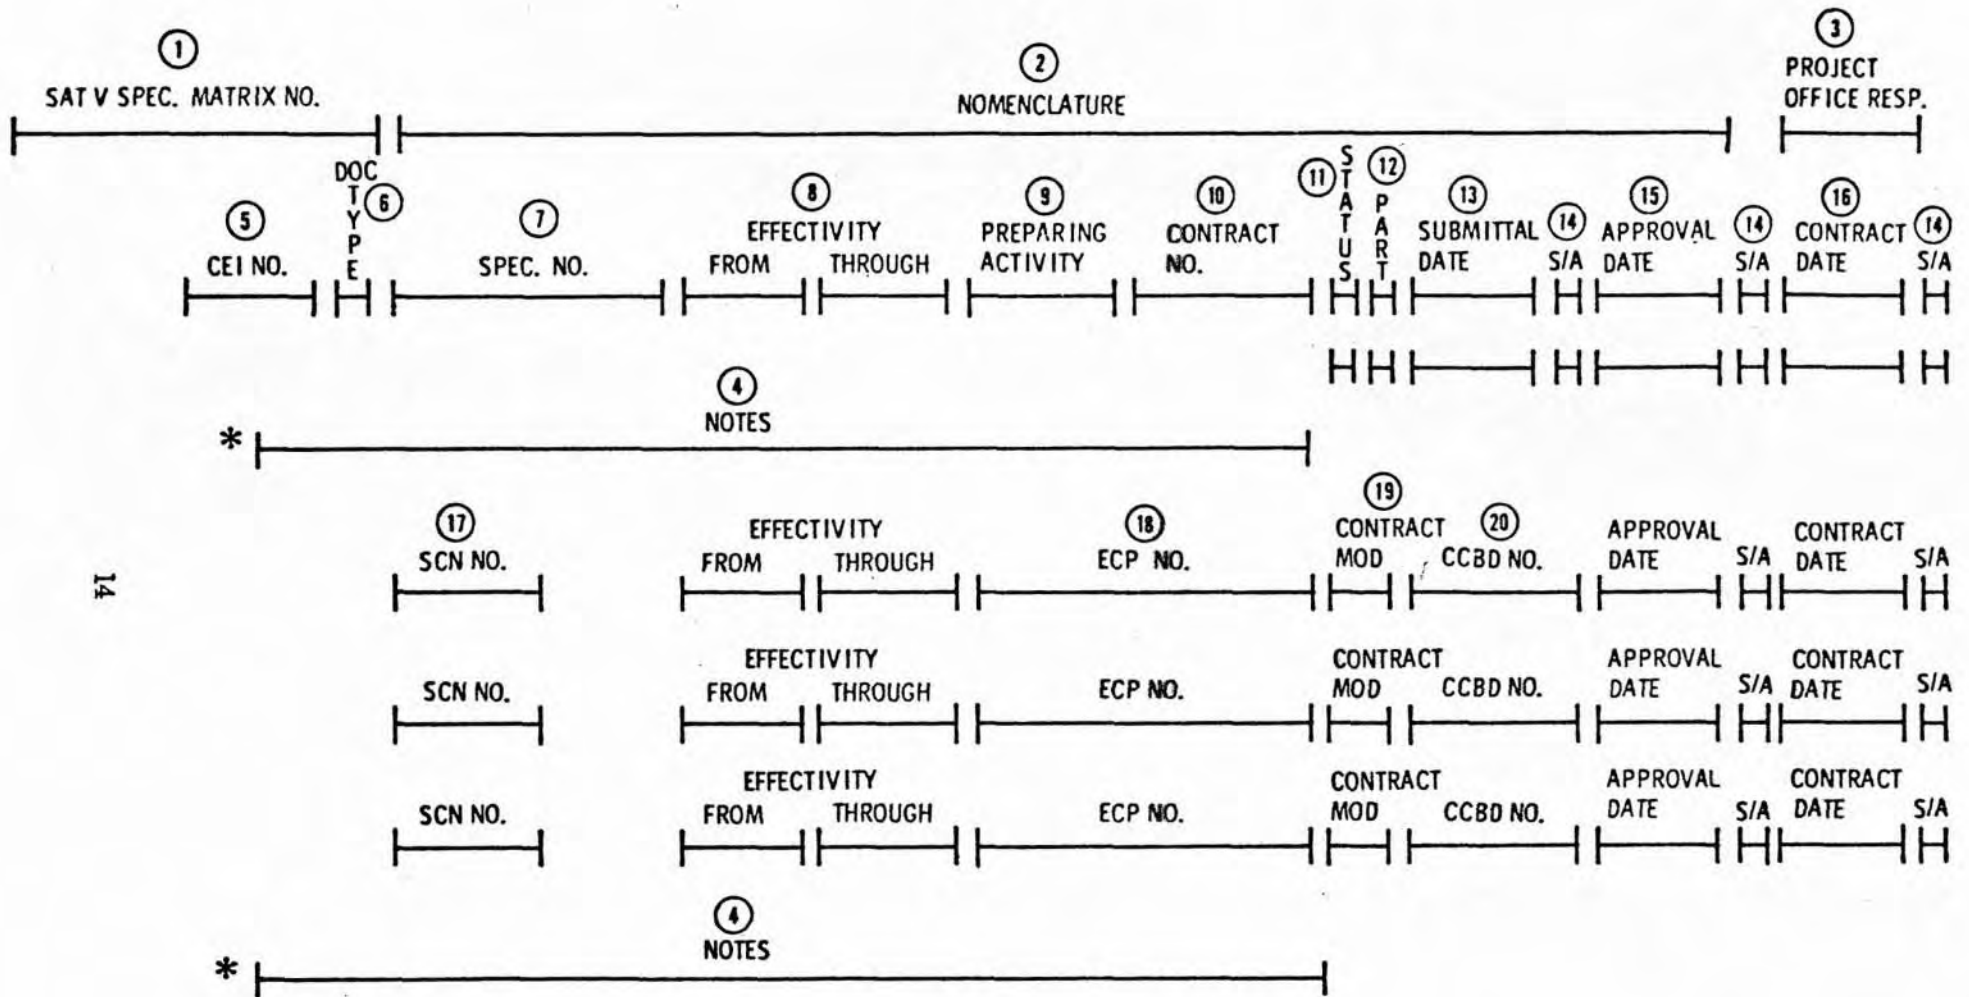 1 2 3
SAT V SPEC. MATRIX NO. NOMENCLATURE PROJECT
OFFICE RESP.
DOC TYPE 6
5 7 8 9 10 11 STATUS 12 PART 13 14 15 14 16 14
CEI NO. SPEC. NO. EFFECTIVITY PREPARING CONTRACT SUBMITTAL APPROVAL CONTRACT
FROM THROUGH ACTIVITY NO. DATE S/A DATE S/A DATE S/A
4
NOTES
*
17 18 19 20
EFFECTIVITY CONTRACT APPROVAL CONTRACT
SCN NO. FROM THROUGH ECP NO. MOD CCBD NO. DATE S/A DATE S/A
EFFECTIVITY CONTRACT APPROVAL CONTRACT
SCN NO. FROM THROUGH ECP NO. MOD CCBD NO. DATE S/A DATE S/A
EFFECTIVITY CONTRACT APPROVAL CONTRACT
SCN NO. FROM THROUGH ECP NO. MOD CCBD NO. DATE S/A DATE S/A
4
NOTES
*
14